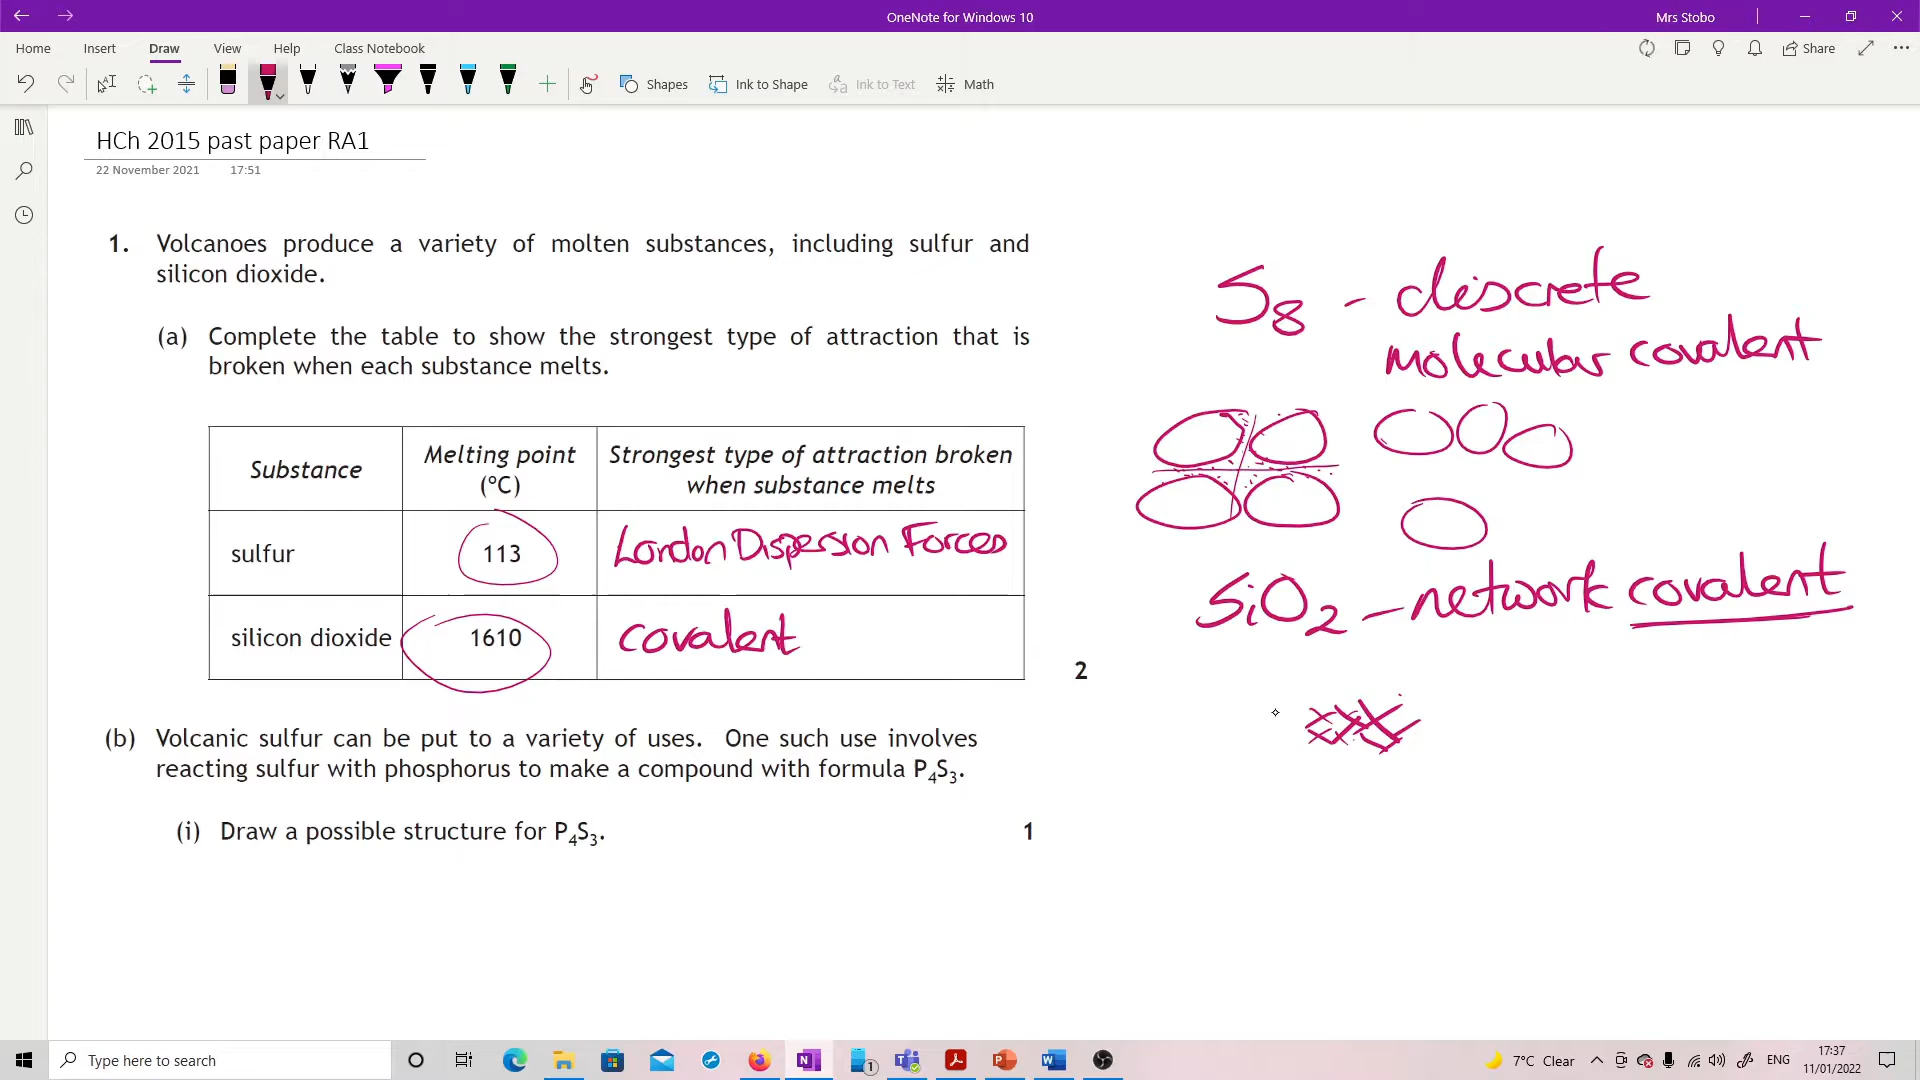 OneNote for Windows 10
Mrs Stobo
Home Insert Draw View Help Class Notebook
Share
Shapes Ink to Shape Ink to Text Math
HCh 2015 past paper RA1
22 November 2021 17:51
1. Volcanoes produce a variety of molten substances, including sulfur and
silicon dioxide.
(a) Complete the table to show the strongest type of attraction that is
broken when each substance melts.
Substance
Melting point
(°C)
Strongest type of attraction broken
when substance melts
sulfur 113 London Dispersion Forces
silicon dioxide 1610 covalent
2
(b) Volcanic sulfur can be put to a variety of uses. One such use involves
reacting sulfur with phosphorus to make a compound with formula P₄S₃.
(i) Draw a possible structure for P₄S₃. 1
S₈ - discrete
molecular covalent
SiO₂ - network covalent
Type here to search
1
7°C Clear
ENG
17:37
11/01/2022